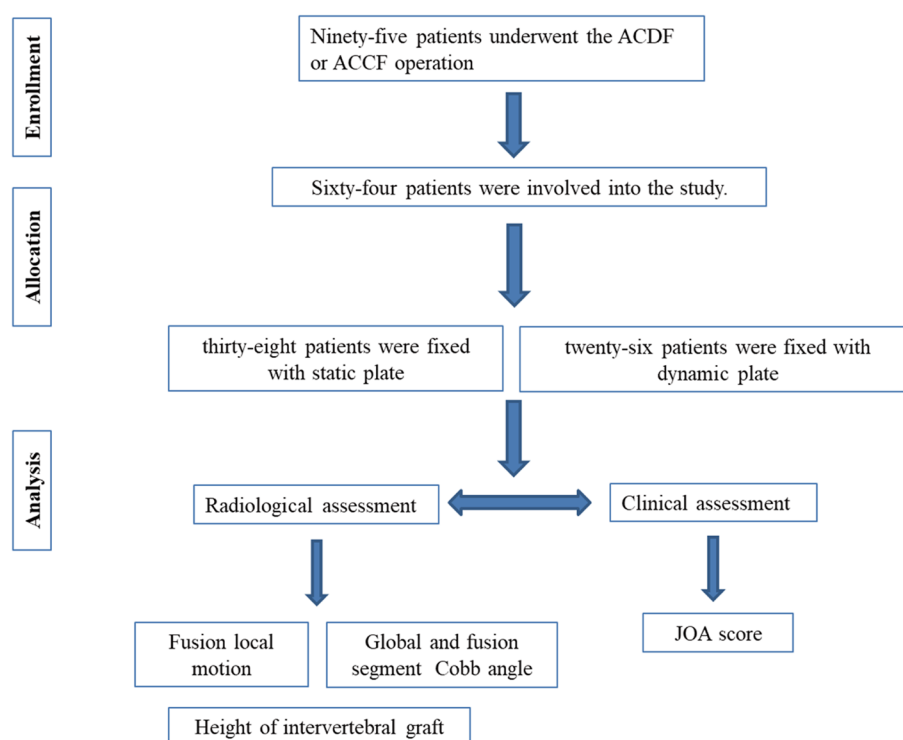 Enrollment
Ninety-five patients underwent the ACDF
or ACCF operation
Sixty-four patients were involved into the study.
Allocation
thirty-eight patients were fixed
with static plate
twenty-six patients were fixed with
dynamic plate
Analysis
Radiological assessment
Clinical assessment
Fusion local
motion
Global and fusion
segment Cobb angle
JOA score
Height of intervertebral graft